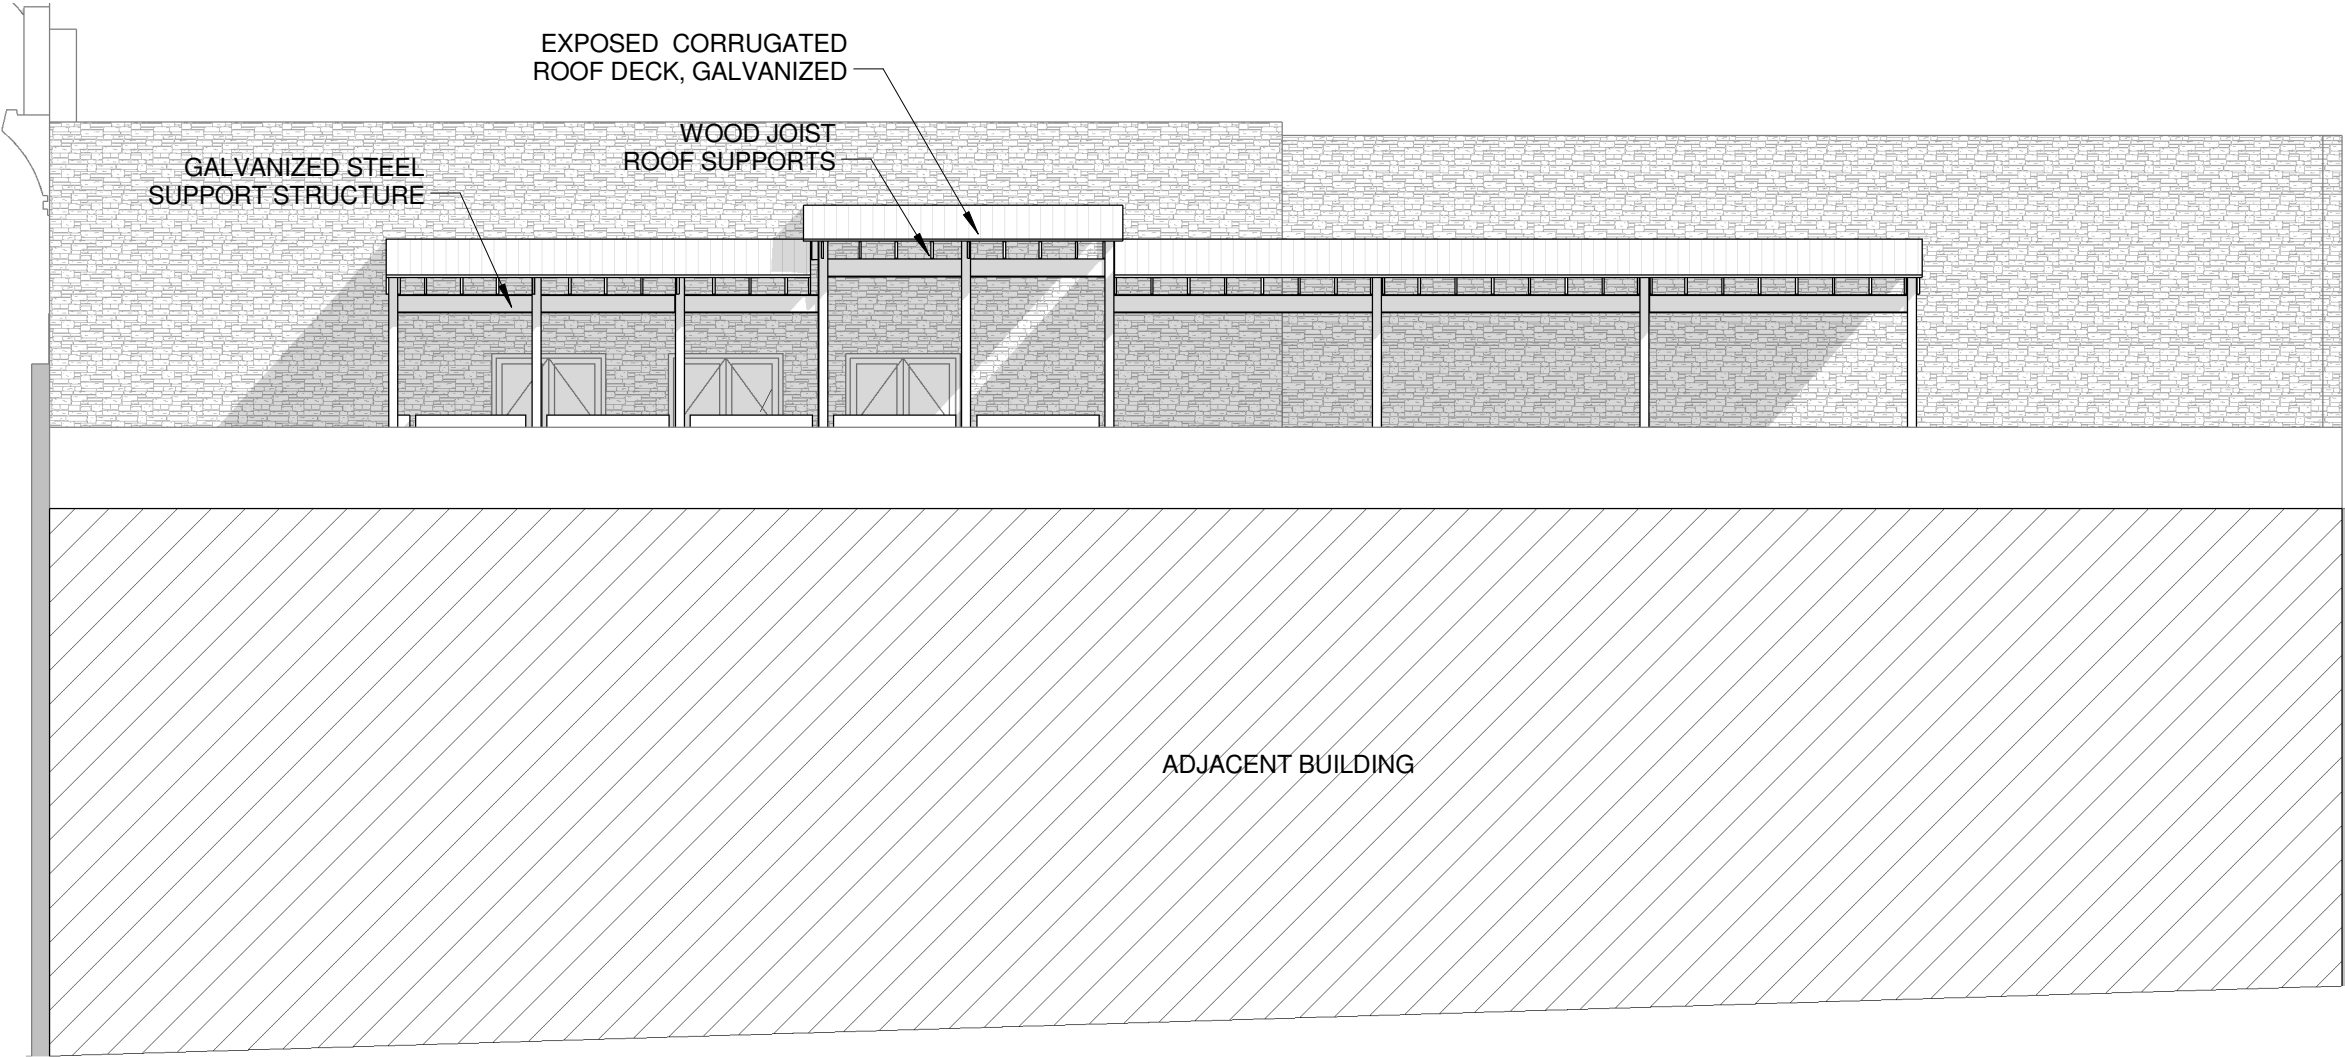 EXPOSED CORRUGATED
ROOF DECK, GALVANIZED
WOOD JOIST
ROOF SUPPORTS
GALVANIZED STEEL
SUPPORT STRUCTURE
ADJACENT BUILDING